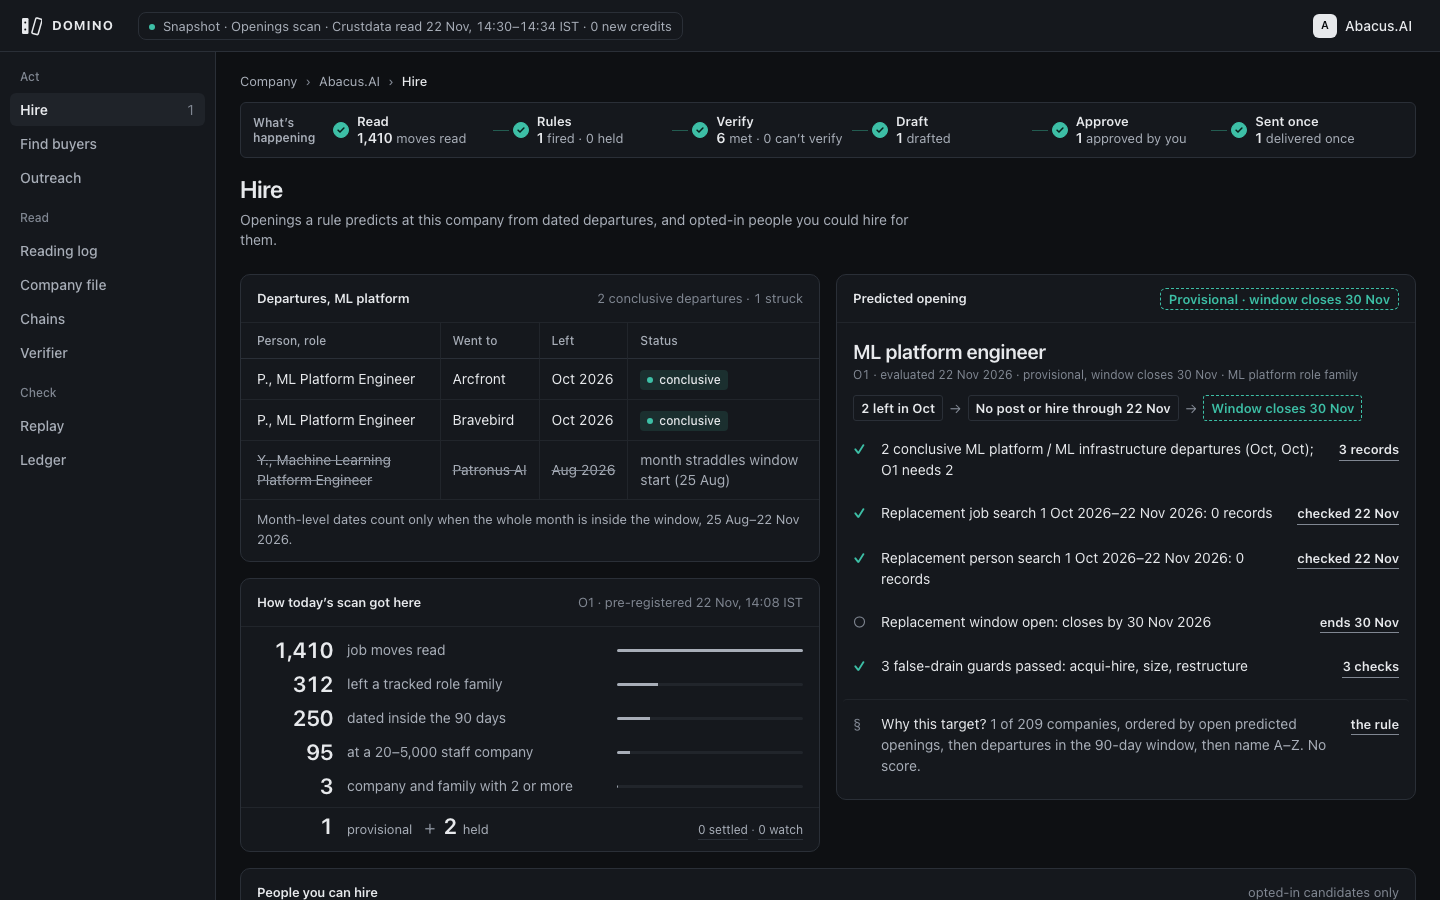 DOMINO
Snapshot · Openings scan · Crustdata read 22 Nov, 14:30–14:34 IST · 0 new credits
A
Abacus.AI
Act
Hire
1
Find buyers
Outreach
Read
Reading log
Company file
Chains
Verifier
Check
Replay
Ledger
Company › Abacus.AI › Hire
What's happening
Read
1,410 moves read
Rules
1 fired · 0 held
Verify
6 met · 0 can't verify
Draft
1 drafted
Approve
1 approved by you
Sent once
1 delivered once
Hire
Openings a rule predicts at this company from dated departures, and opted-in people you could hire for
them.
Departures, ML platform
2 conclusive departures · 1 struck
Person, role
Went to
Left
Status
P., ML Platform Engineer
Arcfront
Oct 2026
conclusive
P., ML Platform Engineer
Bravebird
Oct 2026
conclusive
Y., Machine Learning
Platform Engineer
Patronus AI
Aug 2026
month straddles window
start (25 Aug)
Month-level dates count only when the whole month is inside the window, 25 Aug–22 Nov
2026.
How today's scan got here
O1 · pre-registered 22 Nov, 14:08 IST
1,410 job moves read
312 left a tracked role family
250 dated inside the 90 days
95 at a 20–5,000 staff company
3 company and family with 2 or more
1 provisional + 2 held
0 settled · 0 watch
Predicted opening
Provisional · window closes 30 Nov
ML platform engineer
O1 · evaluated 22 Nov 2026 · provisional, window closes 30 Nov · ML platform role family
2 left in Oct → No post or hire through 22 Nov → Window closes 30 Nov
2 conclusive ML platform / ML infrastructure departures (Oct, Oct);
O1 needs 2
3 records
Replacement job search 1 Oct 2026–22 Nov 2026: 0 records
checked 22 Nov
Replacement person search 1 Oct 2026–22 Nov 2026: 0
records
checked 22 Nov
Replacement window open: closes by 30 Nov 2026
ends 30 Nov
3 false-drain guards passed: acqui-hire, size, restructure
3 checks
§
Why this target? 1 of 209 companies, ordered by open predicted
openings, then departures in the 90-day window, then name A–Z. No
score.
the rule
People you can hire
opted-in candidates only